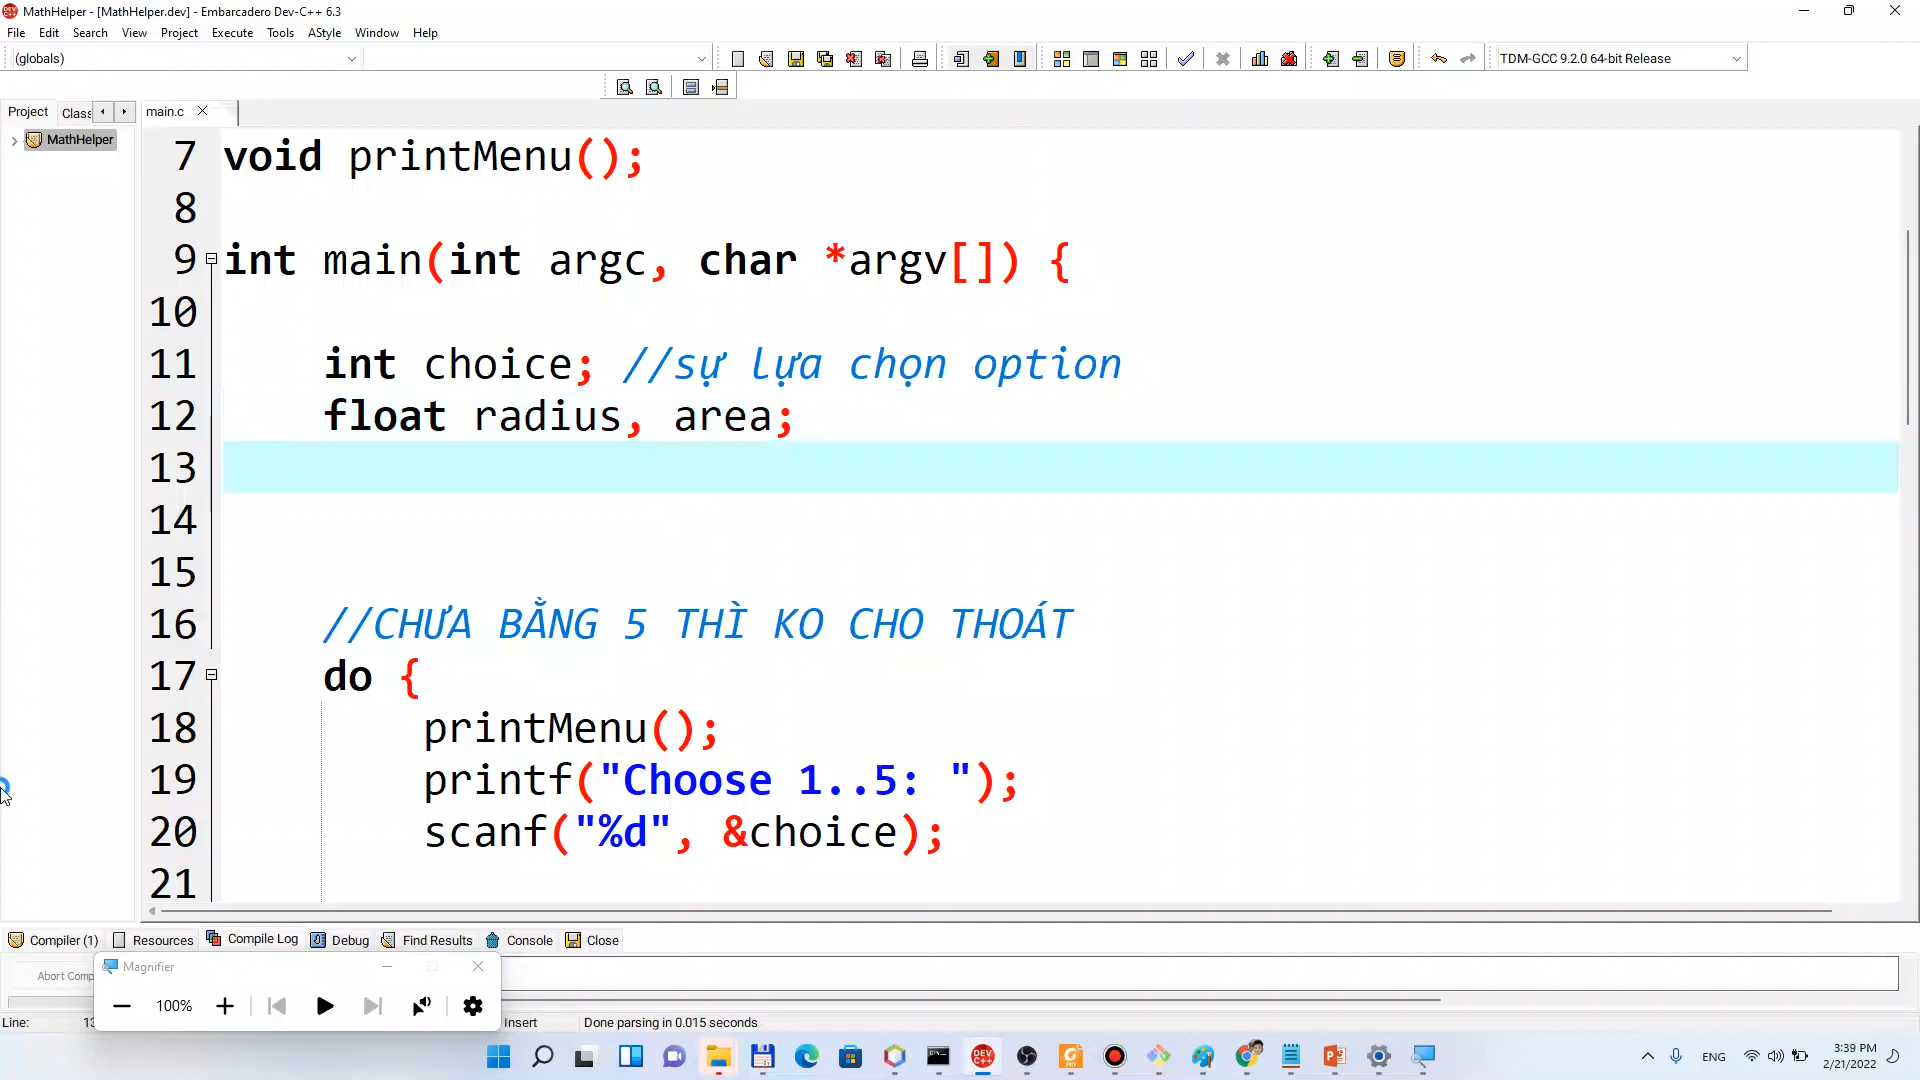 MathHelper - [MathHelper.dev] - Embarcadero Dev-C++ 6.3
File Edit Search View Project Execute Tools AStyle Window Help
(globals)
TDM-GCC 9.2.0 64-bit Release
Project Class
main.c
MathHelper
7 void printMenu();
8
9 int main(int argc, char *argv[]) {
10
11 int choice; //sự lựa chọn option
12 float radius, area;
13
14
15
16 //CHƯA BẰNG 5 THÌ KO CHO THOÁT
17 do {
18 printMenu();
19 printf("Choose 1..5: ");
20 scanf("%d", &choice);
21
Compiler (1) Resources Compile Log Debug Find Results Console Close
Abort Comp
Magnifier
100%
Line: 13 Insert Done parsing in 0.015 seconds
ENG
3:39 PM
2/21/2022